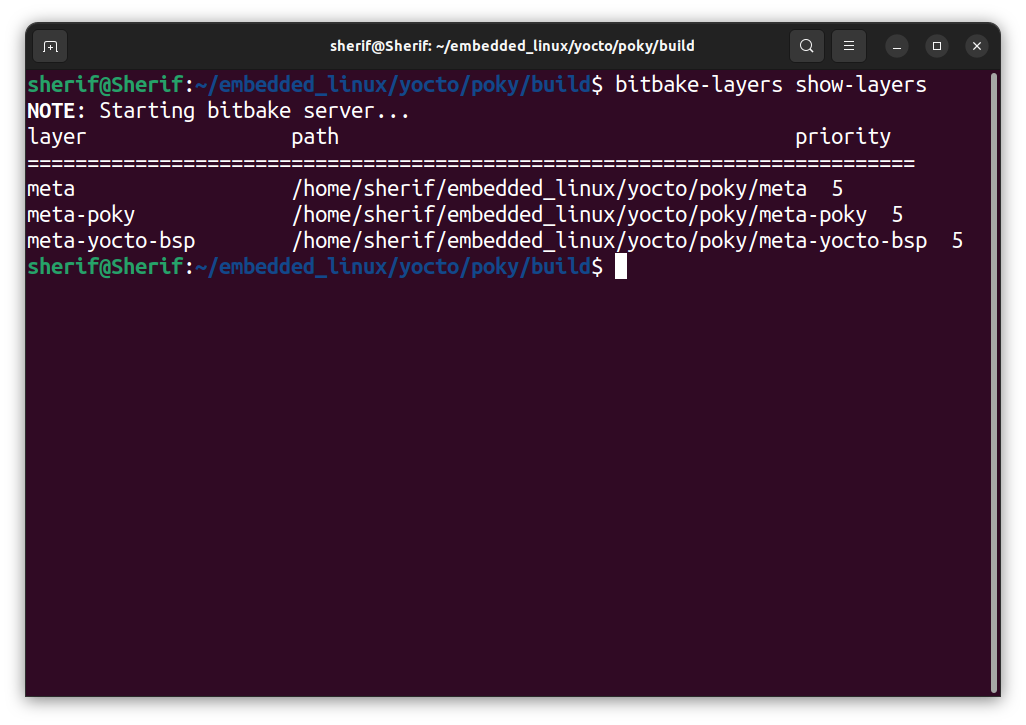 sherif@Sherif: ~/embedded_linux/yocto/poky/build
sherif@Sherif:~/embedded_linux/yocto/poky/build$ bitbake-layers show-layers
NOTE: Starting bitbake server...
layer                 path                                      priority
==========================================================================
meta                  /home/sherif/embedded_linux/yocto/poky/meta  5
meta-poky             /home/sherif/embedded_linux/yocto/poky/meta-poky  5
meta-yocto-bsp        /home/sherif/embedded_linux/yocto/poky/meta-yocto-bsp  5
sherif@Sherif:~/embedded_linux/yocto/poky/build$